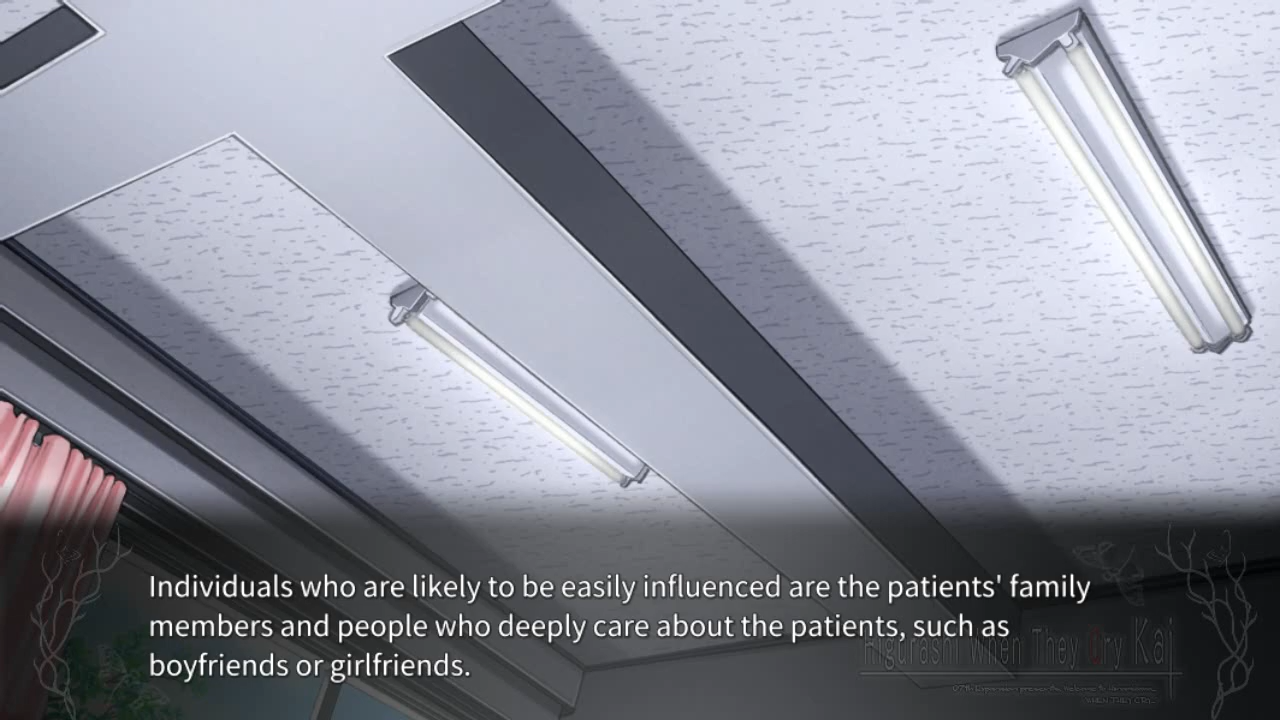 Individuals who are likely to be easily influenced are the patients' family
members and people who deeply care about the patients, such as
boyfriends or girlfriends.
Higurashi When They Cry Kai